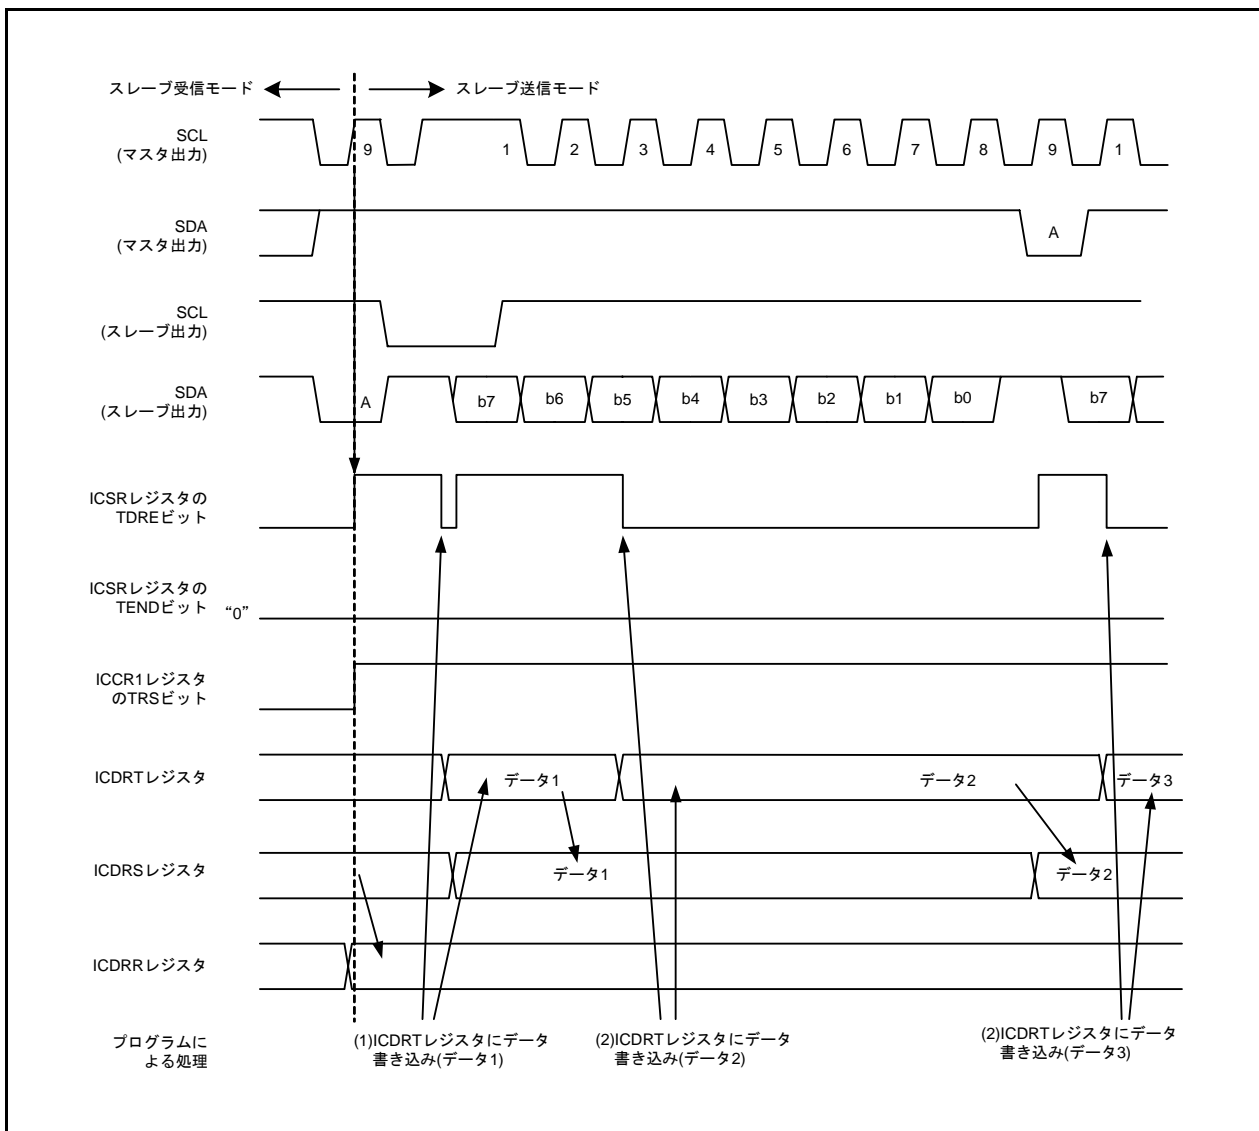 スレーブ受信モード
スレーブ送信モード
SCL
(マスタ出力)
9
1
2
3
4
5
6
7
8
9
1
SDA
(マスタ出力)
A
SCL
(スレーブ出力)
SDA
(スレーブ出力)
A
b7
b6
b5
b4
b3
b2
b1
b0
b7
ICSRレジスタの
TDREビット
ICSRレジスタの
TENDビット
“0”
ICCR1レジスタ
のTRSビット
ICDRTレジスタ
データ1
データ2
データ3
ICDRSレジスタ
データ1
データ2
ICDRRレジスタ
プログラムに
よる処理
(1)ICDRTレジスタにデータ
書き込み(データ1)
(2)ICDRTレジスタにデータ
書き込み(データ2)
(2)ICDRTレジスタにデータ
書き込み(データ3)